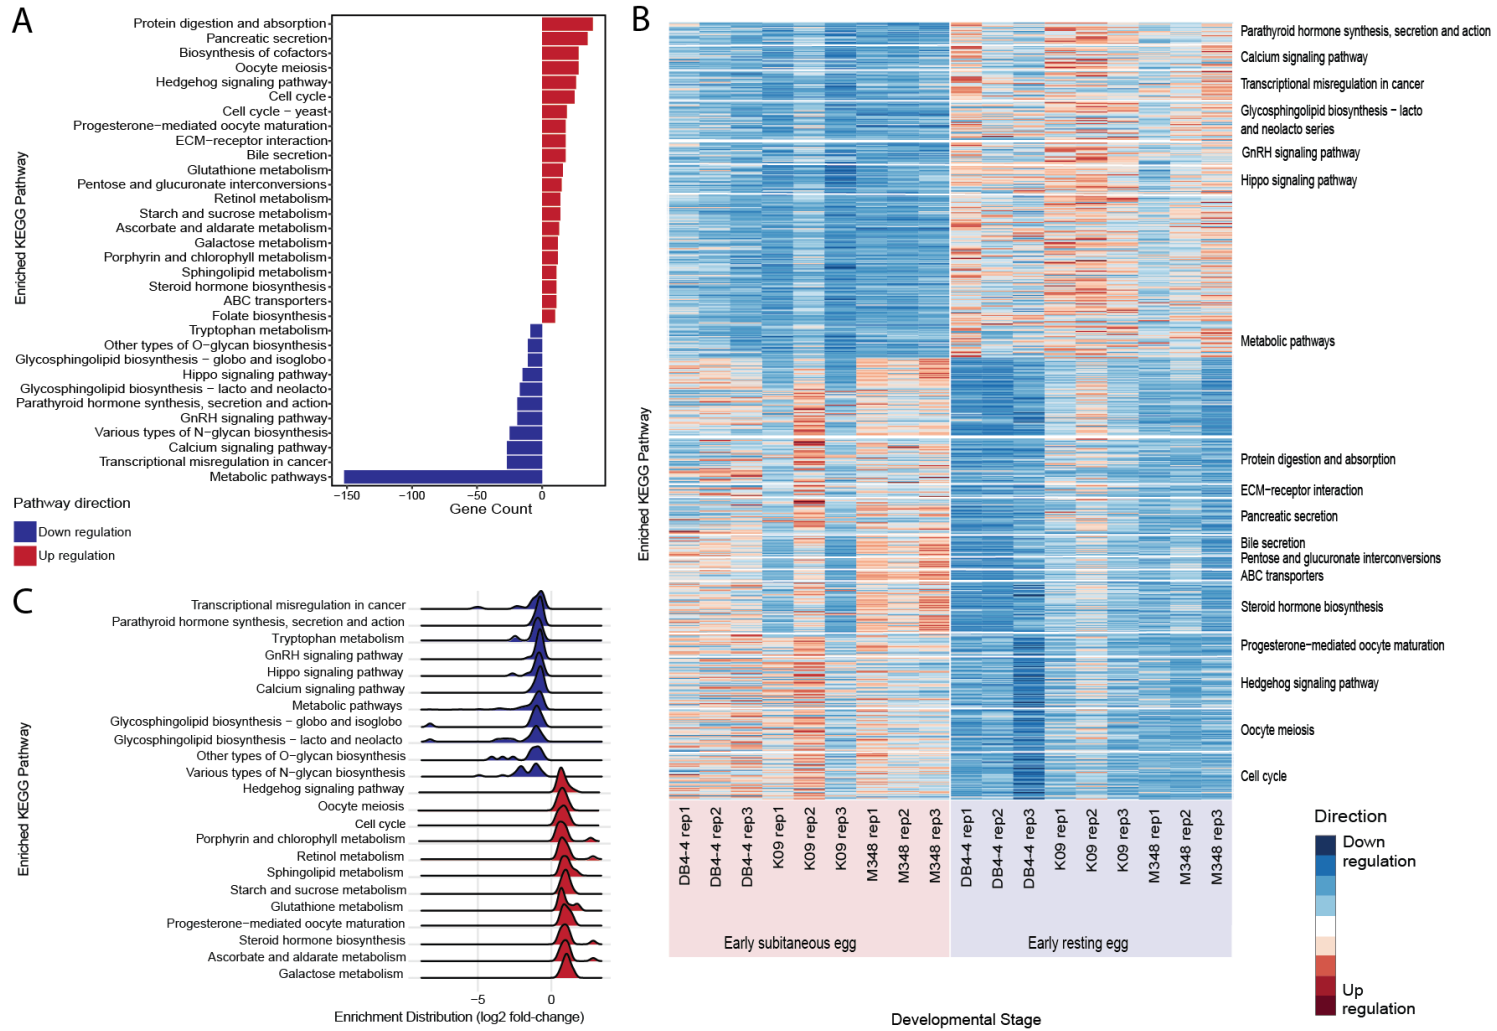 A
Protein digestion and absorption
Pancreatic secretion
Biosynthesis of cofactors
Oocyte meiosis
Hedgehog signaling pathway
Cell cycle
Cell cycle − yeast
Progesterone−mediated oocyte maturation
ECM−receptor interaction
Bile secretion
Glutathione metabolism
Pentose and glucuronate interconversions
Retinol metabolism
Starch and sucrose metabolism
Ascorbate and aldarate metabolism
Galactose metabolism
Porphyrin and chlorophyll metabolism
Sphingolipid metabolism
Steroid hormone biosynthesis
ABC transporters
Folate biosynthesis
Tryptophan metabolism
Other types of O−glycan biosynthesis
Glycosphingolipid biosynthesis − globo and isoglobo
Hippo signaling pathway
Glycosphingolipid biosynthesis − lacto and neolacto
Parathyroid hormone synthesis, secretion and action
GnRH signaling pathway
Various types of N−glycan biosynthesis
Calcium signaling pathway
Transcriptional misregulation in cancer
Metabolic pathways
Enriched KEGG Pathway
−150 −100 −50 0
Gene Count
Pathway direction
Down regulation
Up regulation
B
Parathyroid hormone synthesis, secretion and action
Calcium signaling pathway
Transcriptional misregulation in cancer
Glycosphingolipid biosynthesis − lacto
and neolacto series
GnRH signaling pathway
Hippo signaling pathway
Metabolic pathways
Protein digestion and absorption
ECM−receptor interaction
Pancreatic secretion
Bile secretion
Pentose and glucuronate interconversions
ABC transporters
Steroid hormone biosynthesis
Progesterone−mediated oocyte maturation
Hedgehog signaling pathway
Oocyte meiosis
Cell cycle
Enriched KEGG Pathway
DB4-4 rep1
DB4-4 rep2
DB4-4 rep3
K09 rep1
K09 rep2
K09 rep3
M348 rep1
M348 rep2
M348 rep3
DB4-4 rep1
DB4-4 rep2
DB4-4 rep3
K09 rep1
K09 rep2
K09 rep3
M348 rep1
M348 rep2
M348 rep3
Early subitaneous egg
Early resting egg
Developmental Stage
Direction
Down
regulation
Up
regulation
C
Transcriptional misregulation in cancer
Parathyroid hormone synthesis, secretion and action
Tryptophan metabolism
GnRH signaling pathway
Hippo signaling pathway
Calcium signaling pathway
Metabolic pathways
Glycosphingolipid biosynthesis − globo and isoglobo
Glycosphingolipid biosynthesis − lacto and neolacto
Other types of O−glycan biosynthesis
Various types of N−glycan biosynthesis
Hedgehog signaling pathway
Oocyte meiosis
Cell cycle
Porphyrin and chlorophyll metabolism
Retinol metabolism
Sphingolipid metabolism
Starch and sucrose metabolism
Glutathione metabolism
Progesterone−mediated oocyte maturation
Steroid hormone biosynthesis
Ascorbate and aldarate metabolism
Galactose metabolism
Enriched KEGG Pathway
−5 0
Enrichment Distribution (log2 fold-change)